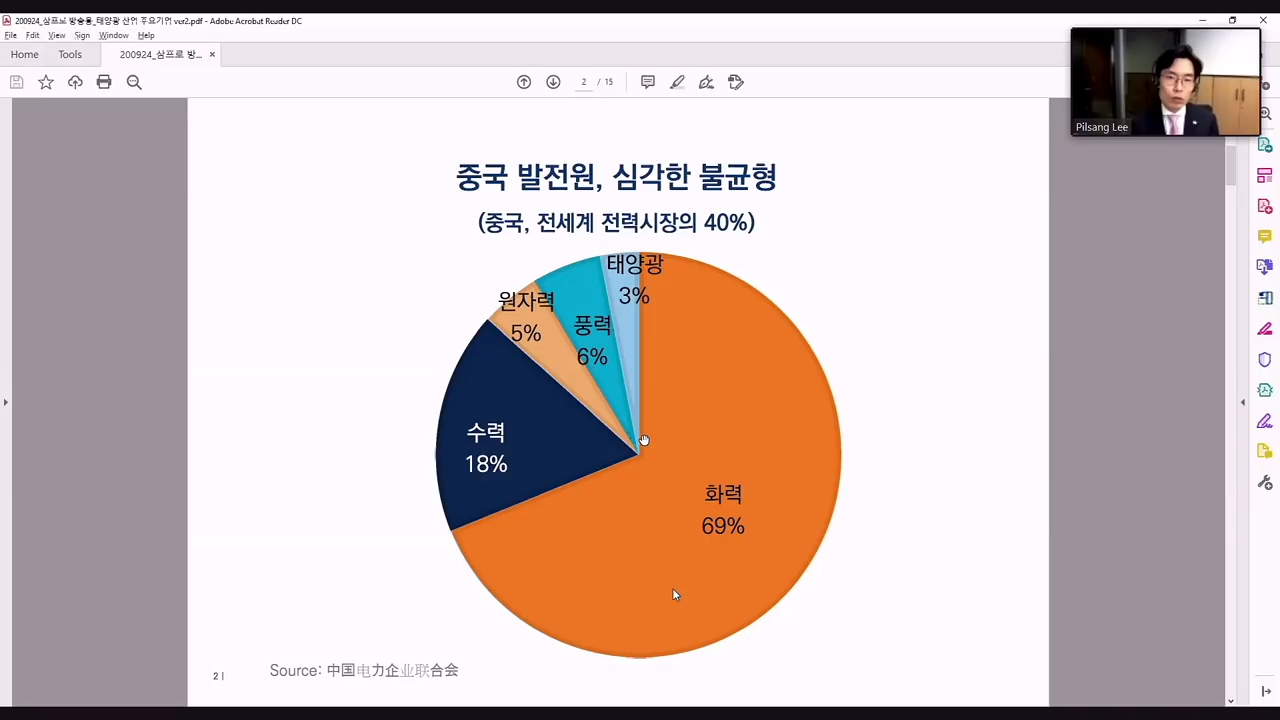 200924_삼프로 방송용_태양광 산업 주요기업 ver2.pdf - Adobe Acrobat Reader DC
File Edit View Sign Window Help
Home Tools 200924_삼프로 방...
2 / 15
Pilsang Lee
중국 발전원, 심각한 불균형
(중국, 전세계 전력시장의 40%)
태양광
3%
원자력
5%
풍력
6%
수력
18%
화력
69%
Source: 中国电力企业联合会
2 |